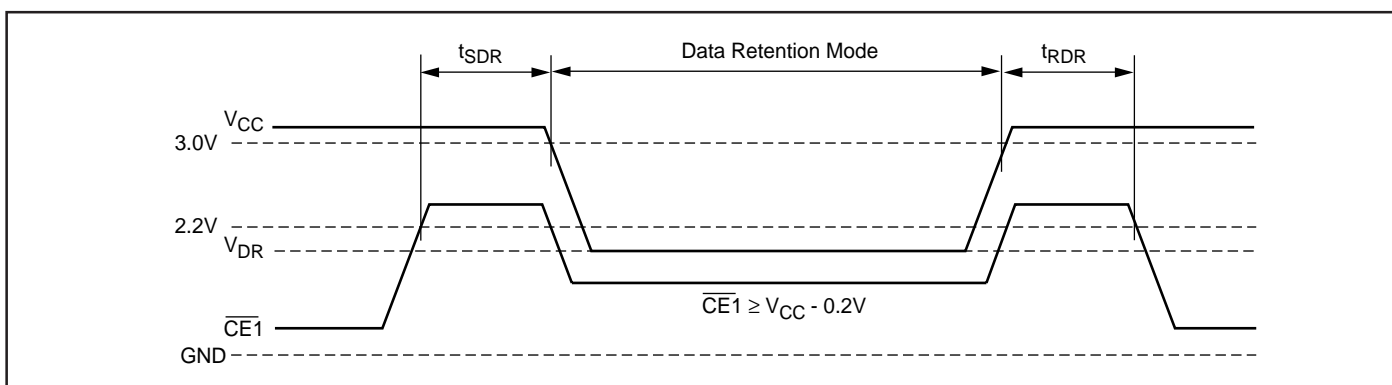 tSDR Data Retention Mode tRDR
VCC
3.0V
2.2V
VDR
CE1 ≥ VCC - 0.2V
CE1
GND